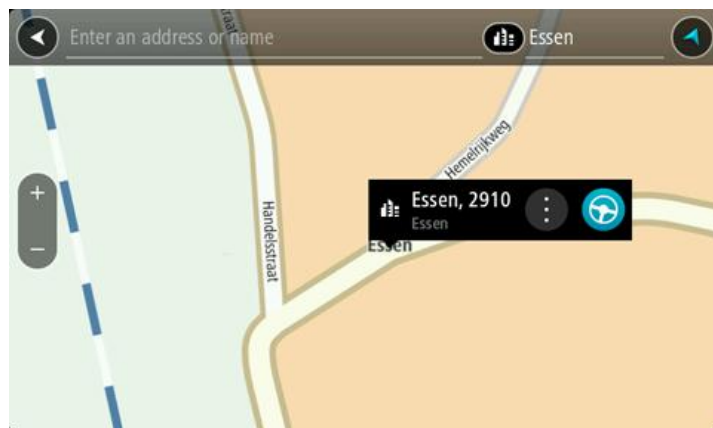 Enter an address or name
Essen
Hemelrijkweg
Handelsstraat
Essen, 2910
Essen
Essen